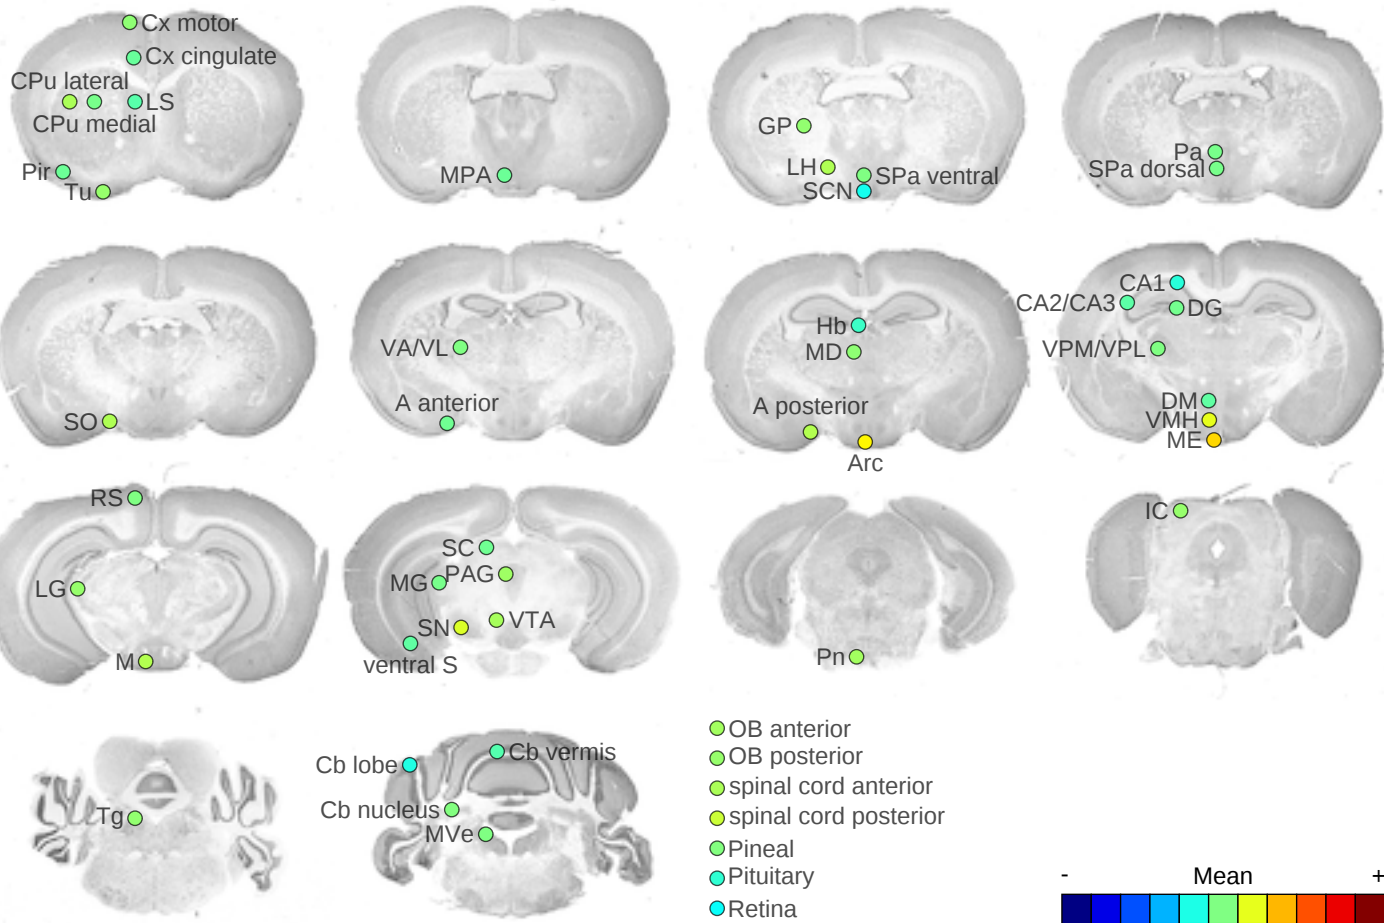 Cx motor
Cx cingulate
CPu lateral
LS
CPu medial
Pir
Tu
MPA
GP
LH
SPa ventral
SCN
Pa
SPa dorsal
SO
VA/VL
A anterior
Hb
MD
A posterior
Arc
CA1
CA2/CA3
DG
VPM/VPL
DM
VMH
ME
RS
LG
M
SC
MG
PAG
SN
VTA
ventral S
Pn
IC
Tg
Cb lobe
Cb vermis
Cb nucleus
MVe
OB anterior
OB posterior
spinal cord anterior
spinal cord posterior
Pineal
Pituitary
Retina
- Mean +